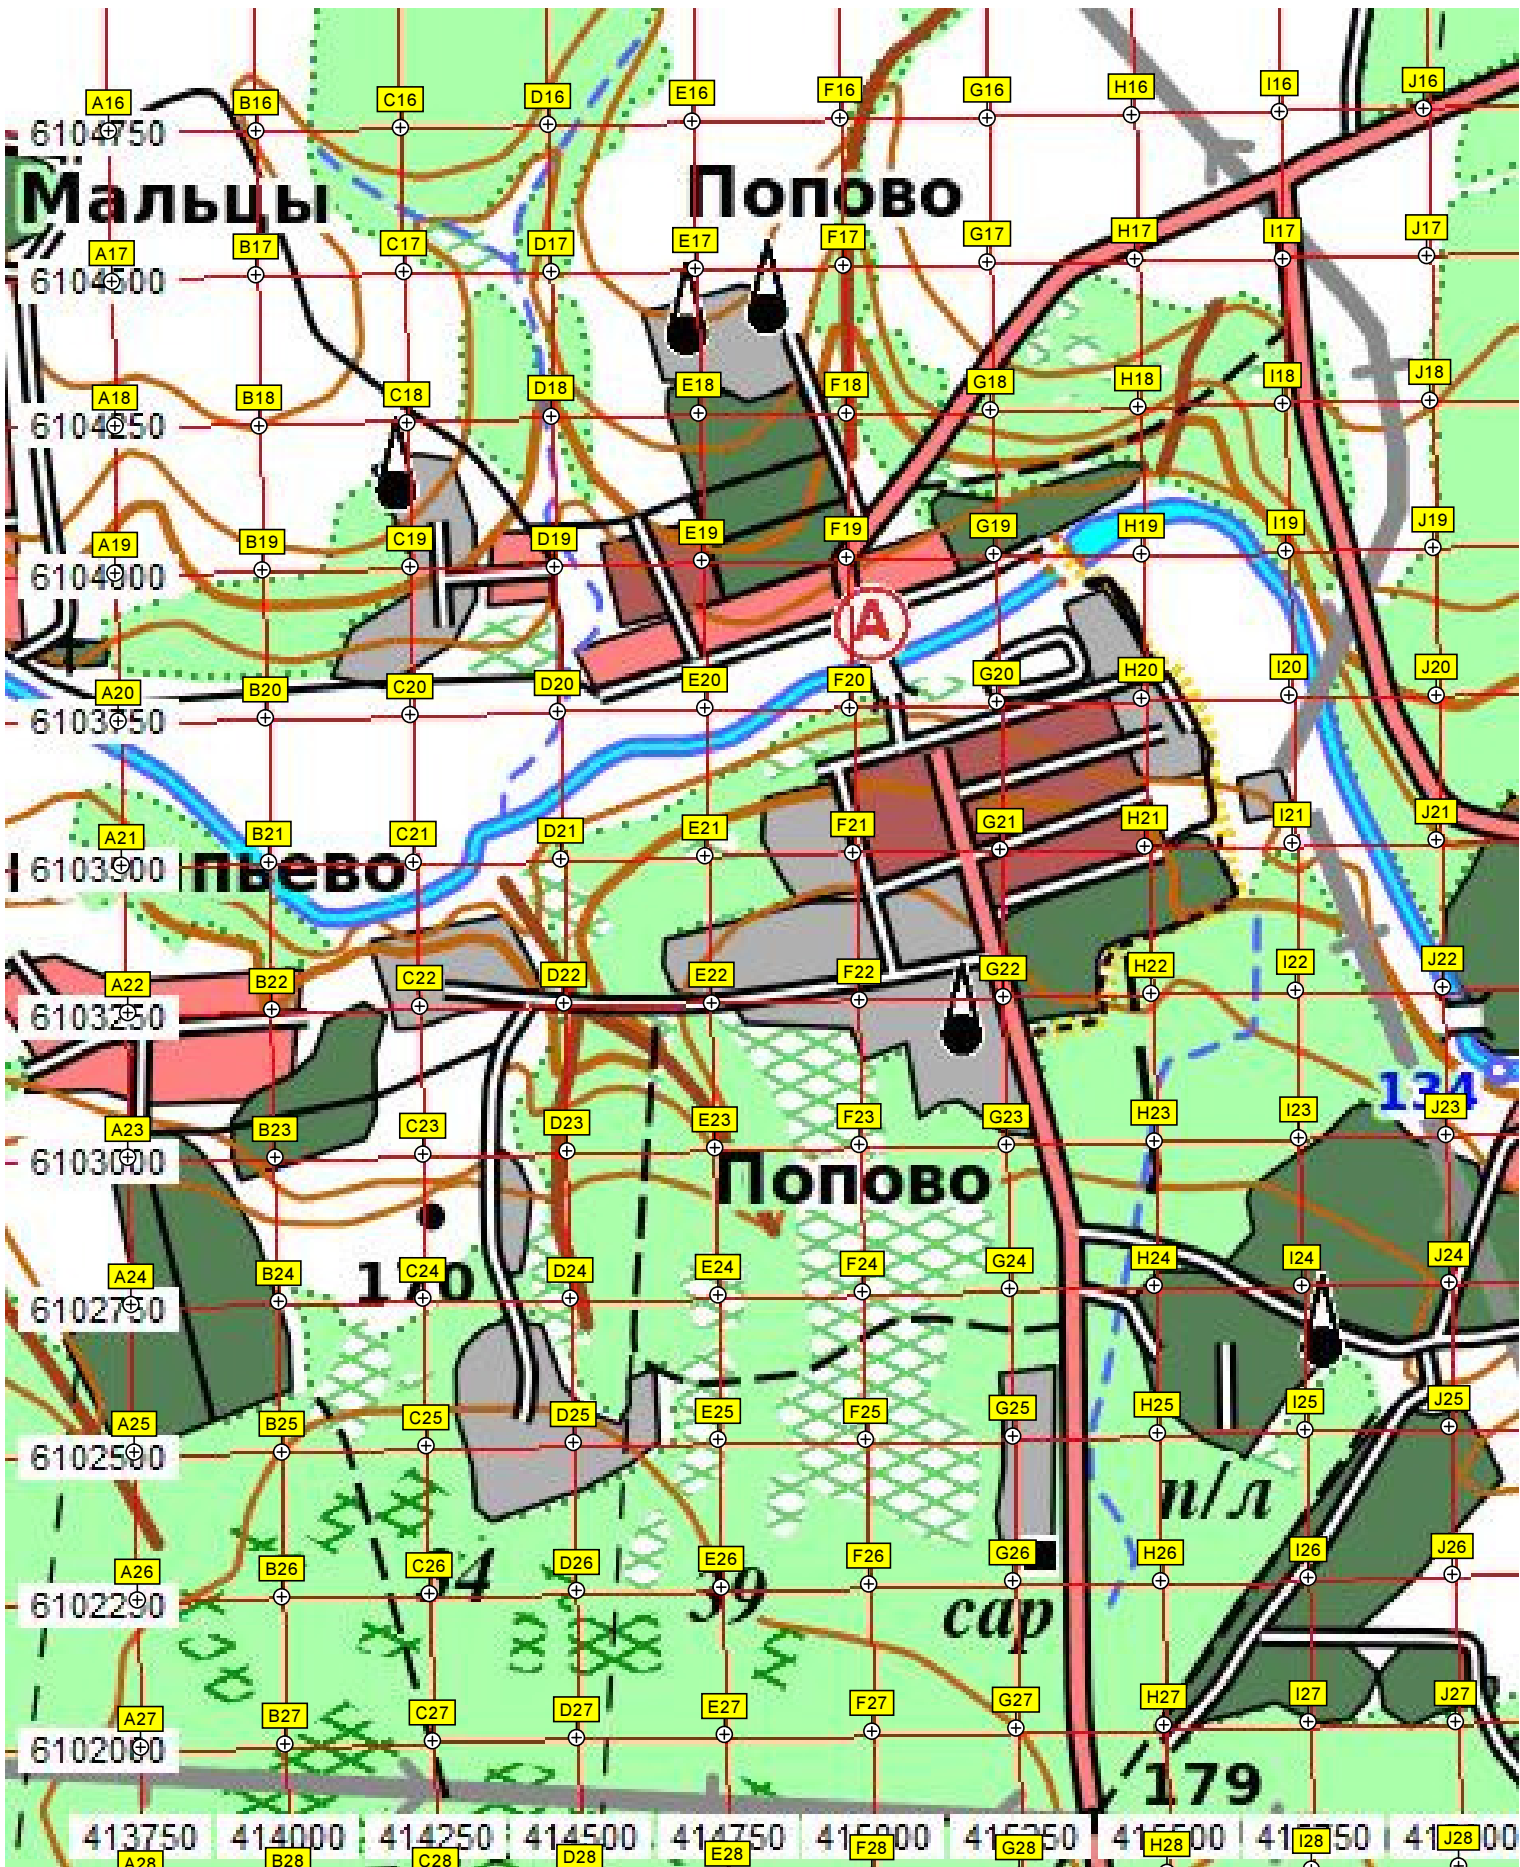 A16 B16 C16 D16 E16 F16 G16 H16 I16 J16
6104750
Мальцы Попово
A17 B17 C17 D17 E17 F17 G17 H17 I17 J17
A18 B18 C18 D18 E18 F18 G18 H18 I18 J18
6104250
A19 B19 C19 D19 E19 F19 G19 H19 I19 J19
А
A20 B20 C20 D20 E20 F20 G20 H20 I20 J20
A21 B21 C21 D21 E21 F21 G21 H21 I21 J21
A22 B22 C22 D22 E22 F22 G22 H22 I22 J22
6103250
134
A23 B23 C23 D23 E23 F23 G23 H23 I23 J23
6103000
Попово
A24 B24 C24 D24 E24 F24 G24 H24 I24 J24
170
6102750
A25 B25 C25 D25 E25 F25 G25 H25 I25 J25
п/л
A26 B26 C26 D26 E26 F26 G26 H26 I26 J26
39
6102290
сар
A27 B27 C27 D27 E27 F27 G27 H27 I27 J27
6102000
179
413750 414000 414250 414500 414750 415000 415250
A28 B28 C28 D28 E28 F28 G28 H28 I28 J28